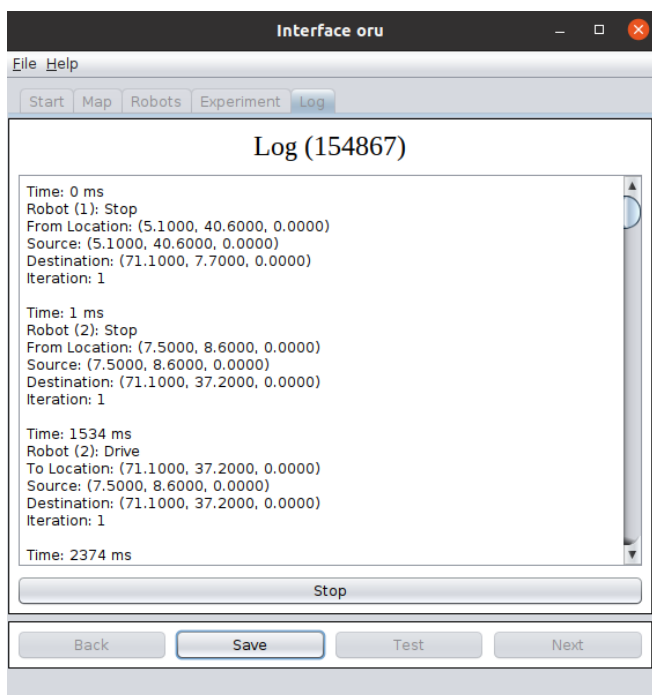 Interface oru
File Help
Start Map Robots Experiment Log
Log (154867)
Time: 0 ms
Robot (1): Stop
From Location: (5.1000, 40.6000, 0.0000)
Source: (5.1000, 40.6000, 0.0000)
Destination: (71.1000, 7.7000, 0.0000)
Iteration: 1
Time: 1 ms
Robot (2): Stop
From Location: (7.5000, 8.6000, 0.0000)
Source: (7.5000, 8.6000, 0.0000)
Destination: (71.1000, 37.2000, 0.0000)
Iteration: 1
Time: 1534 ms
Robot (2): Drive
To Location: (71.1000, 37.2000, 0.0000)
Source: (7.5000, 8.6000, 0.0000)
Destination: (71.1000, 37.2000, 0.0000)
Iteration: 1
Time: 2374 ms
Stop
Back Save Test Next